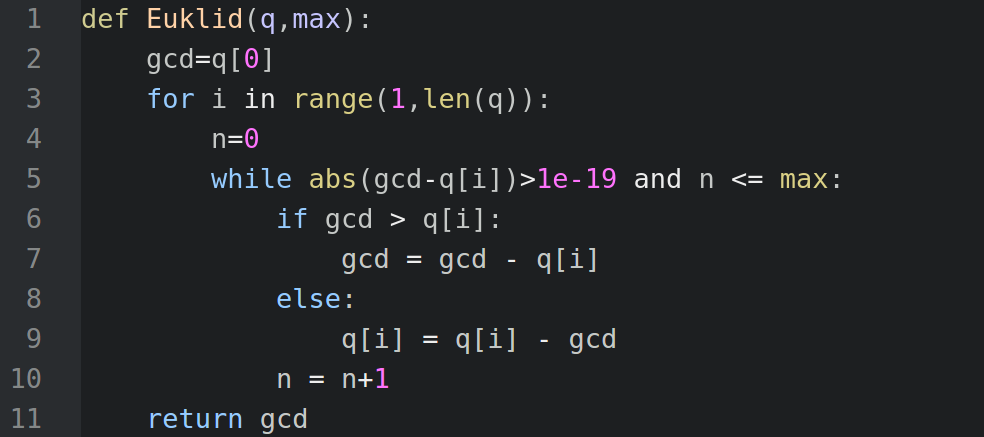 1 def Euklid(q,max):
2     gcd=q[0]
3     for i in range(1,len(q)):
4         n=0
5         while abs(gcd-q[i])>1e-19 and n <= max:
6             if gcd > q[i]:
7                 gcd = gcd - q[i]
8             else:
9                 q[i] = q[i] - gcd
10             n = n+1
11     return gcd